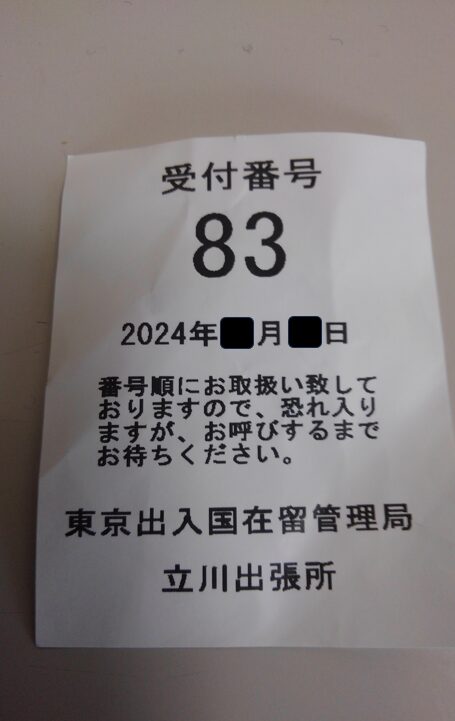 受付番号
83
2024年 月 日
番号順にお取扱い致して
おりますので、恐れ入り
ますが、お呼びするまで
お待ちください。
東京出入国在留管理局
立川出張所